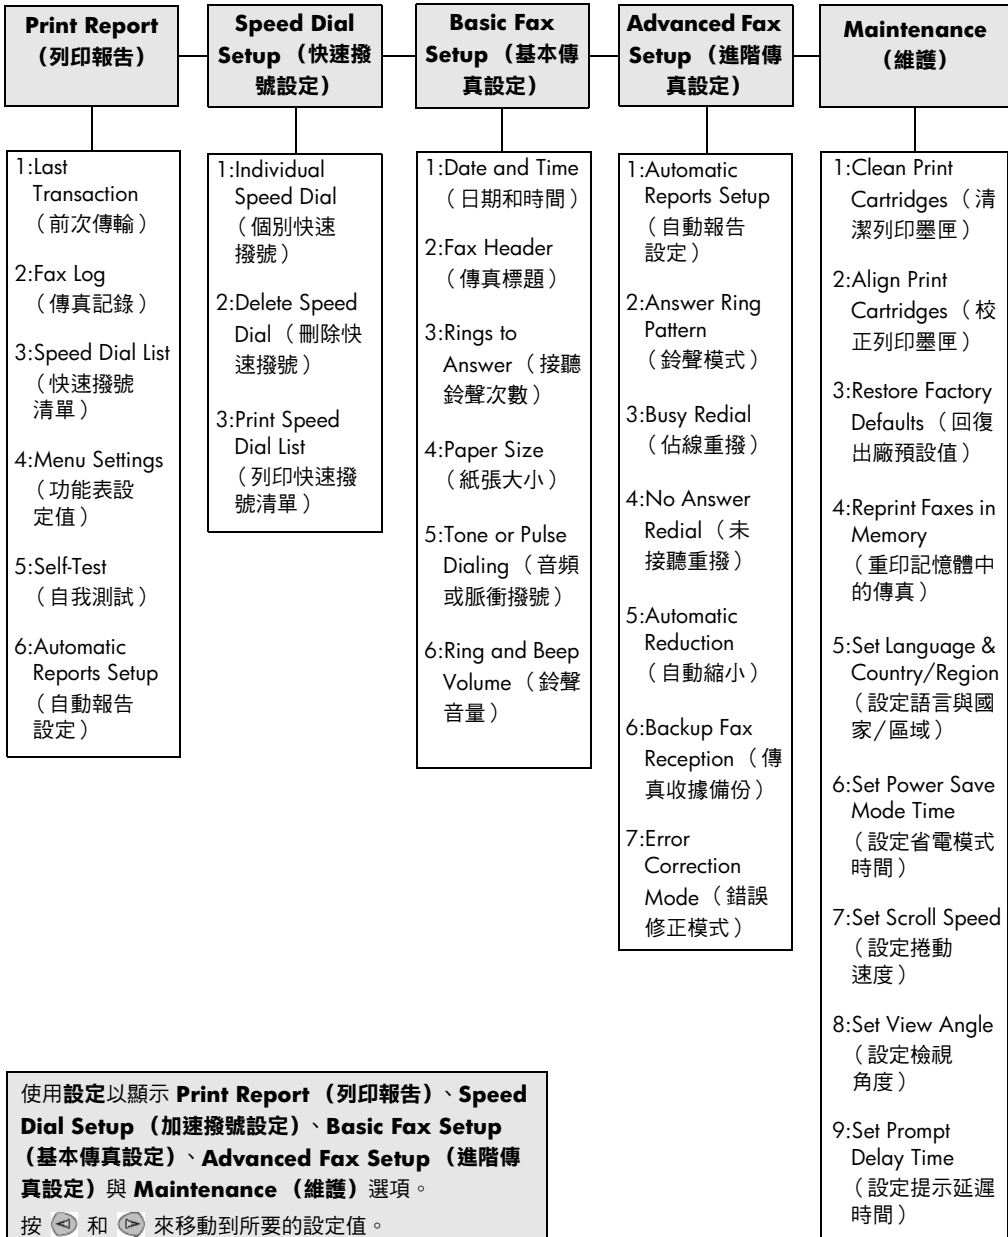 Print Report
（列印報告）
Speed Dial
Setup （快速撥
號設定）
Basic Fax
Setup （基本傳
真設定）
Advanced Fax
Setup （進階傳
真設定）
Maintenance
（維護）
1:Last
Transaction
（前次傳輸）
2:Fax Log
（傳真記錄）
3:Speed Dial List
（快速撥號
清單）
4:Menu Settings
（功能表設
定值）
5:Self-Test
（自我測試）
6:Automatic
Reports Setup
（自動報告
設定）
1:Individual
Speed Dial
（個別快速
撥號）
2:Delete Speed
Dial （刪除快
速撥號）
3:Print Speed
Dial List
（列印快速撥
號清單）
1:Date and Time
（日期和時間）
2:Fax Header
（傳真標題）
3:Rings to
Answer （接聽
鈴聲次數）
4:Paper Size
（紙張大小）
5:Tone or Pulse
Dialing （音頻
或脈衝撥號）
6:Ring and Beep
Volume （鈴聲
音量）
1:Automatic
Reports Setup
（自動報告
設定）
2:Answer Ring
Pattern
（鈴聲模式）
3:Busy Redial
（佔線重撥）
4:No Answer
Redial （未
接聽重撥）
5:Automatic
Reduction
（自動縮小）
6:Backup Fax
Reception （傳
真收據備份）
7:Error
Correction
Mode （錯誤
修正模式）
1:Clean Print
Cartridges （清
潔列印墨匣）
2:Align Print
Cartridges （校
正列印墨匣）
3:Restore Factory
Defaults （回復
出廠預設值）
4:Reprint Faxes in
Memory
（重印記憶體中
的傳真）
5:Set Language &
Country/Region
（設定語言與國
家/區域）
6:Set Power Save
Mode Time
（設定省電模式
時間）
7:Set Scroll Speed
（設定捲動
速度）
8:Set View Angle
（設定檢視
角度）
9:Set Prompt
Delay Time
（設定提示延遲
時間）
使用設定以顯示 Print Report （列印報告）、Speed
Dial Setup （加速撥號設定）、Basic Fax Setup
（基本傳真設定）、Advanced Fax Setup （進階傳
真設定）與 Maintenance （維護）選項。
按 和 來移動到所要的設定值。